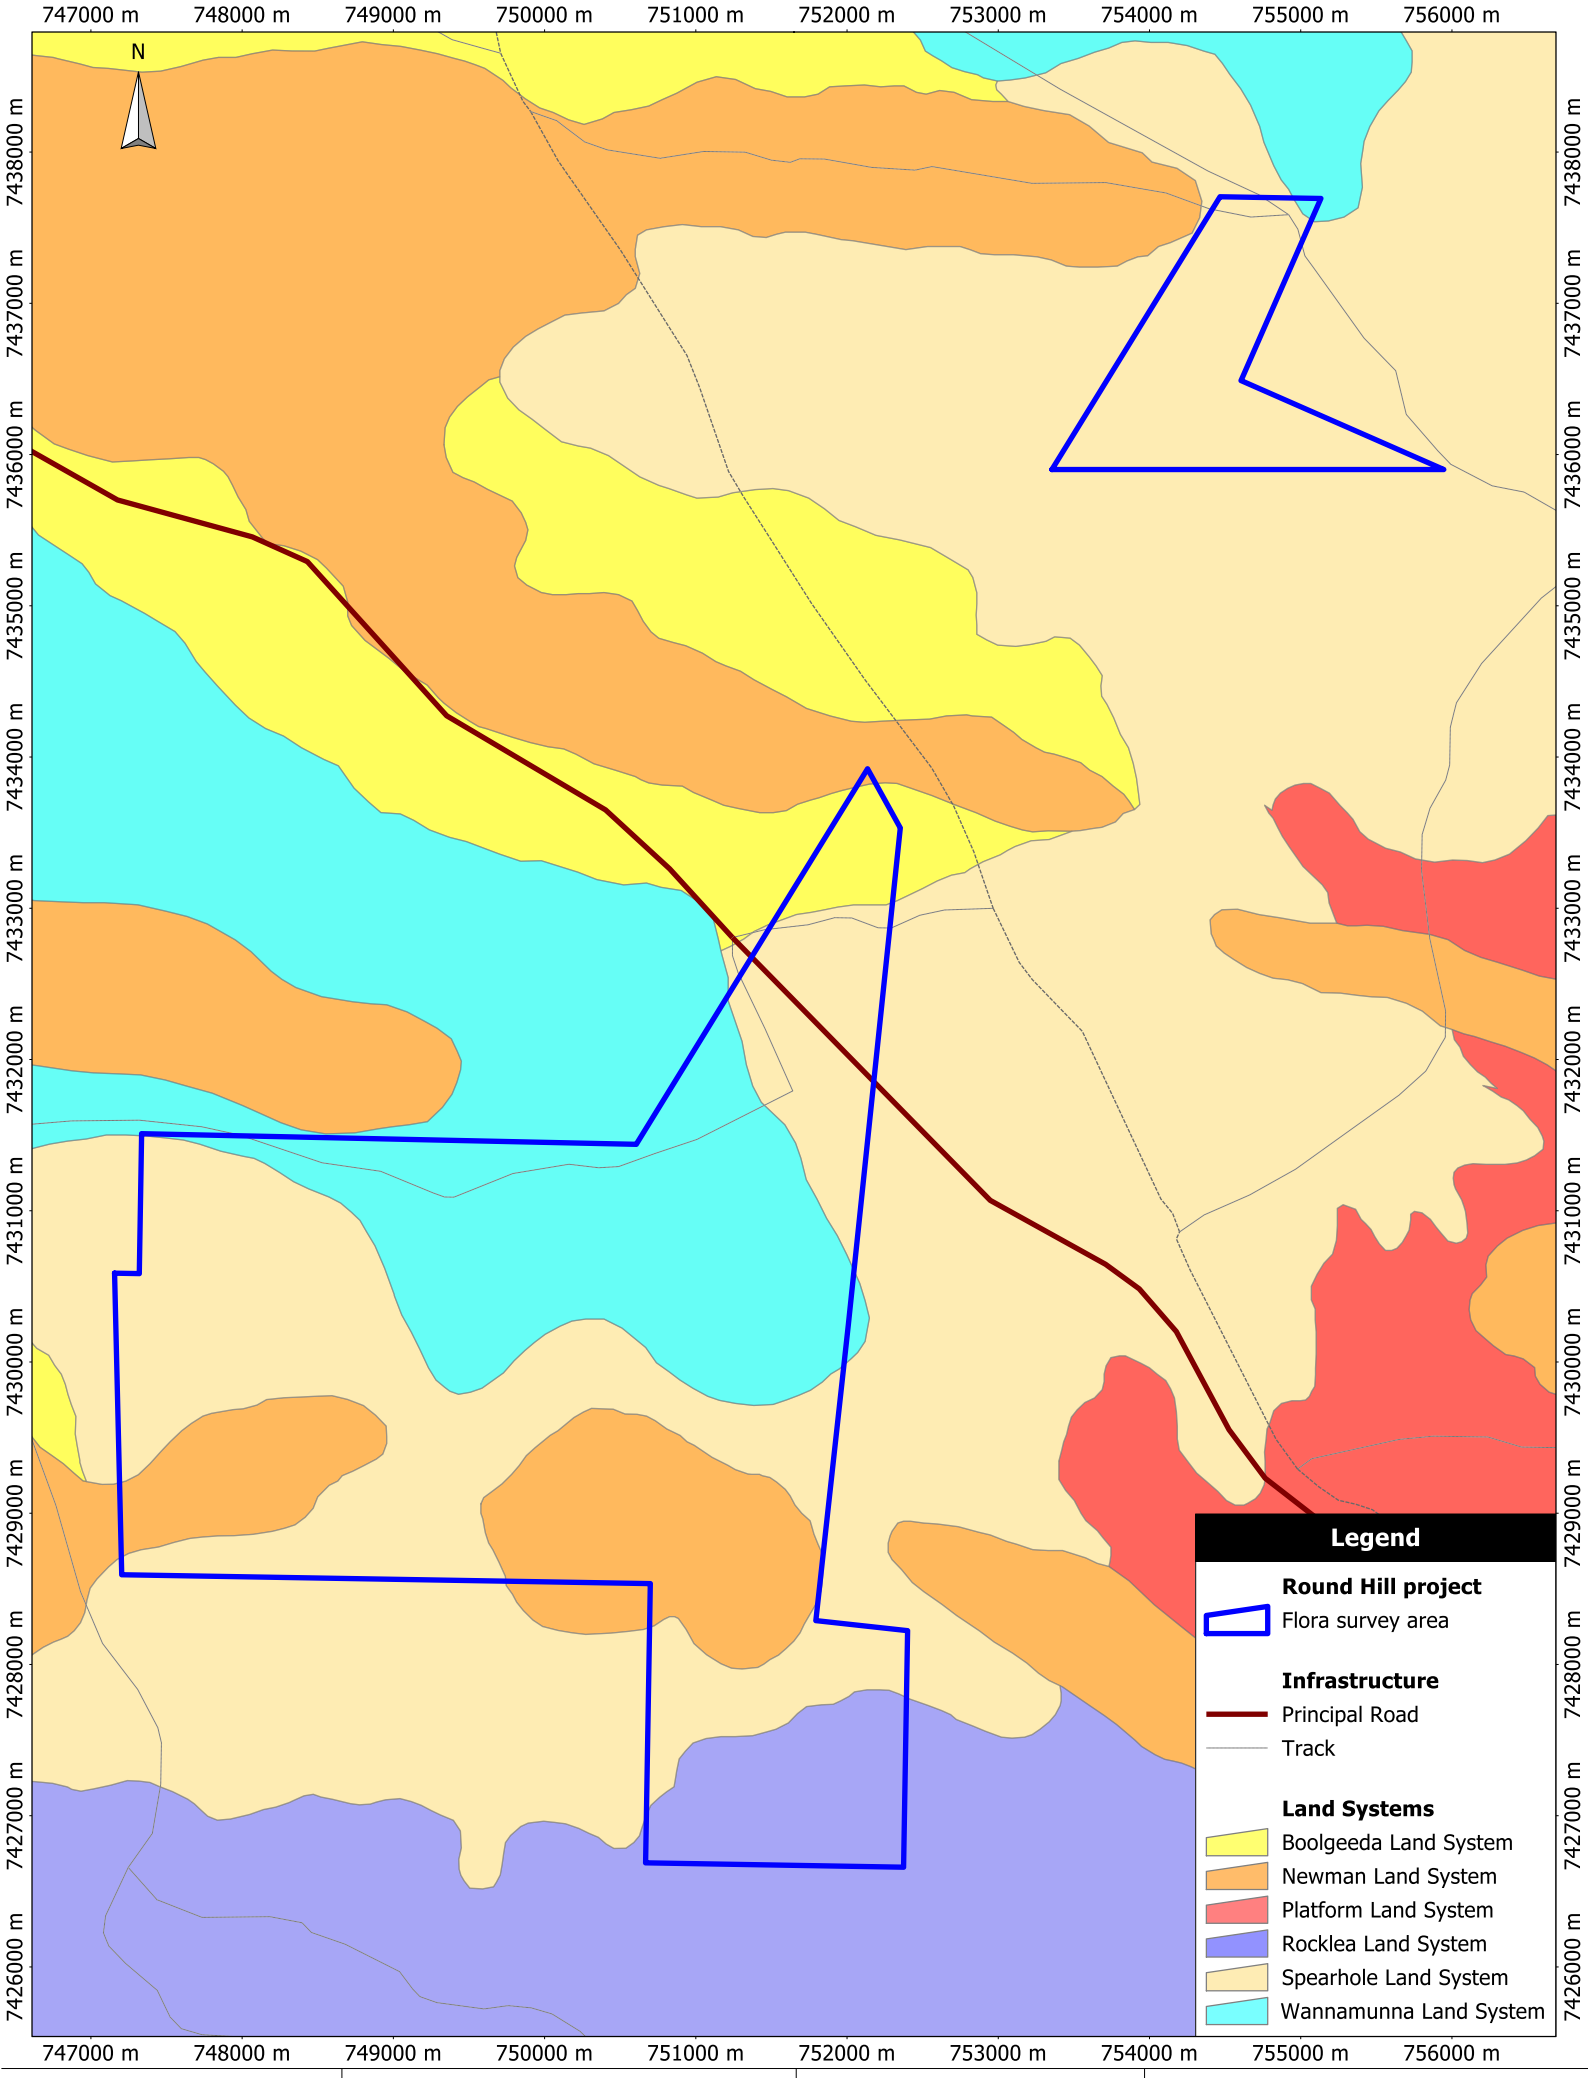 747000 m 748000 m 749000 m 750000 m 751000 m 752000 m 753000 m 754000 m 755000 m 756000 m
N
7438000 m 7438000 m
7437000 m 7437000 m
7436000 m 7436000 m
7435000 m 7435000 m
7434000 m 7434000 m
7433000 m 7433000 m
7432000 m 7432000 m
7431000 m 7431000 m
7430000 m 7430000 m
7429000 m 7429000 m
7428000 m 7428000 m
7427000 m 7427000 m
7426000 m 7426000 m
Legend
Round Hill project
Flora survey area
Infrastructure
Principal Road
Track
Land Systems
Boolgeeda Land System
Newman Land System
Platform Land System
Rocklea Land System
Spearhole Land System
Wannamunna Land System
747000 m 748000 m 749000 m 750000 m 751000 m 752000 m 753000 m 754000 m 755000 m 756000 m